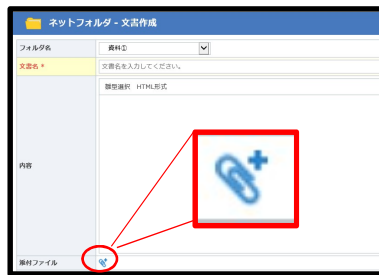 ネットフォルダ - 文書作成
フォルダ名 資料①
文書名 * 文書名を入力してください。
雛型選択 HTML形式
内容
添付ファイル